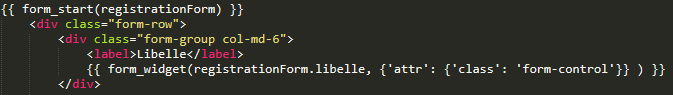 {{ form_start(registrationForm) }}
<div class="form-row">
<div class="form-group col-md-6">
<label>Libelle</label>
{{ form_widget(registrationForm.libelle, {'attr': {'class': 'form-control'}} ) }}
</div>